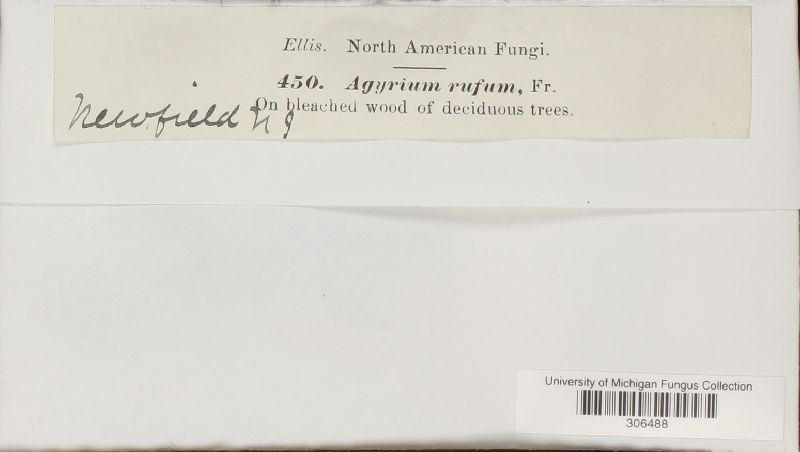 Ellis. North American Fungi.
450. Agyrium rufum, Fr.
On bleached wood of deciduous trees.
Newfield N J
University of Michigan Fungus Collection
306488